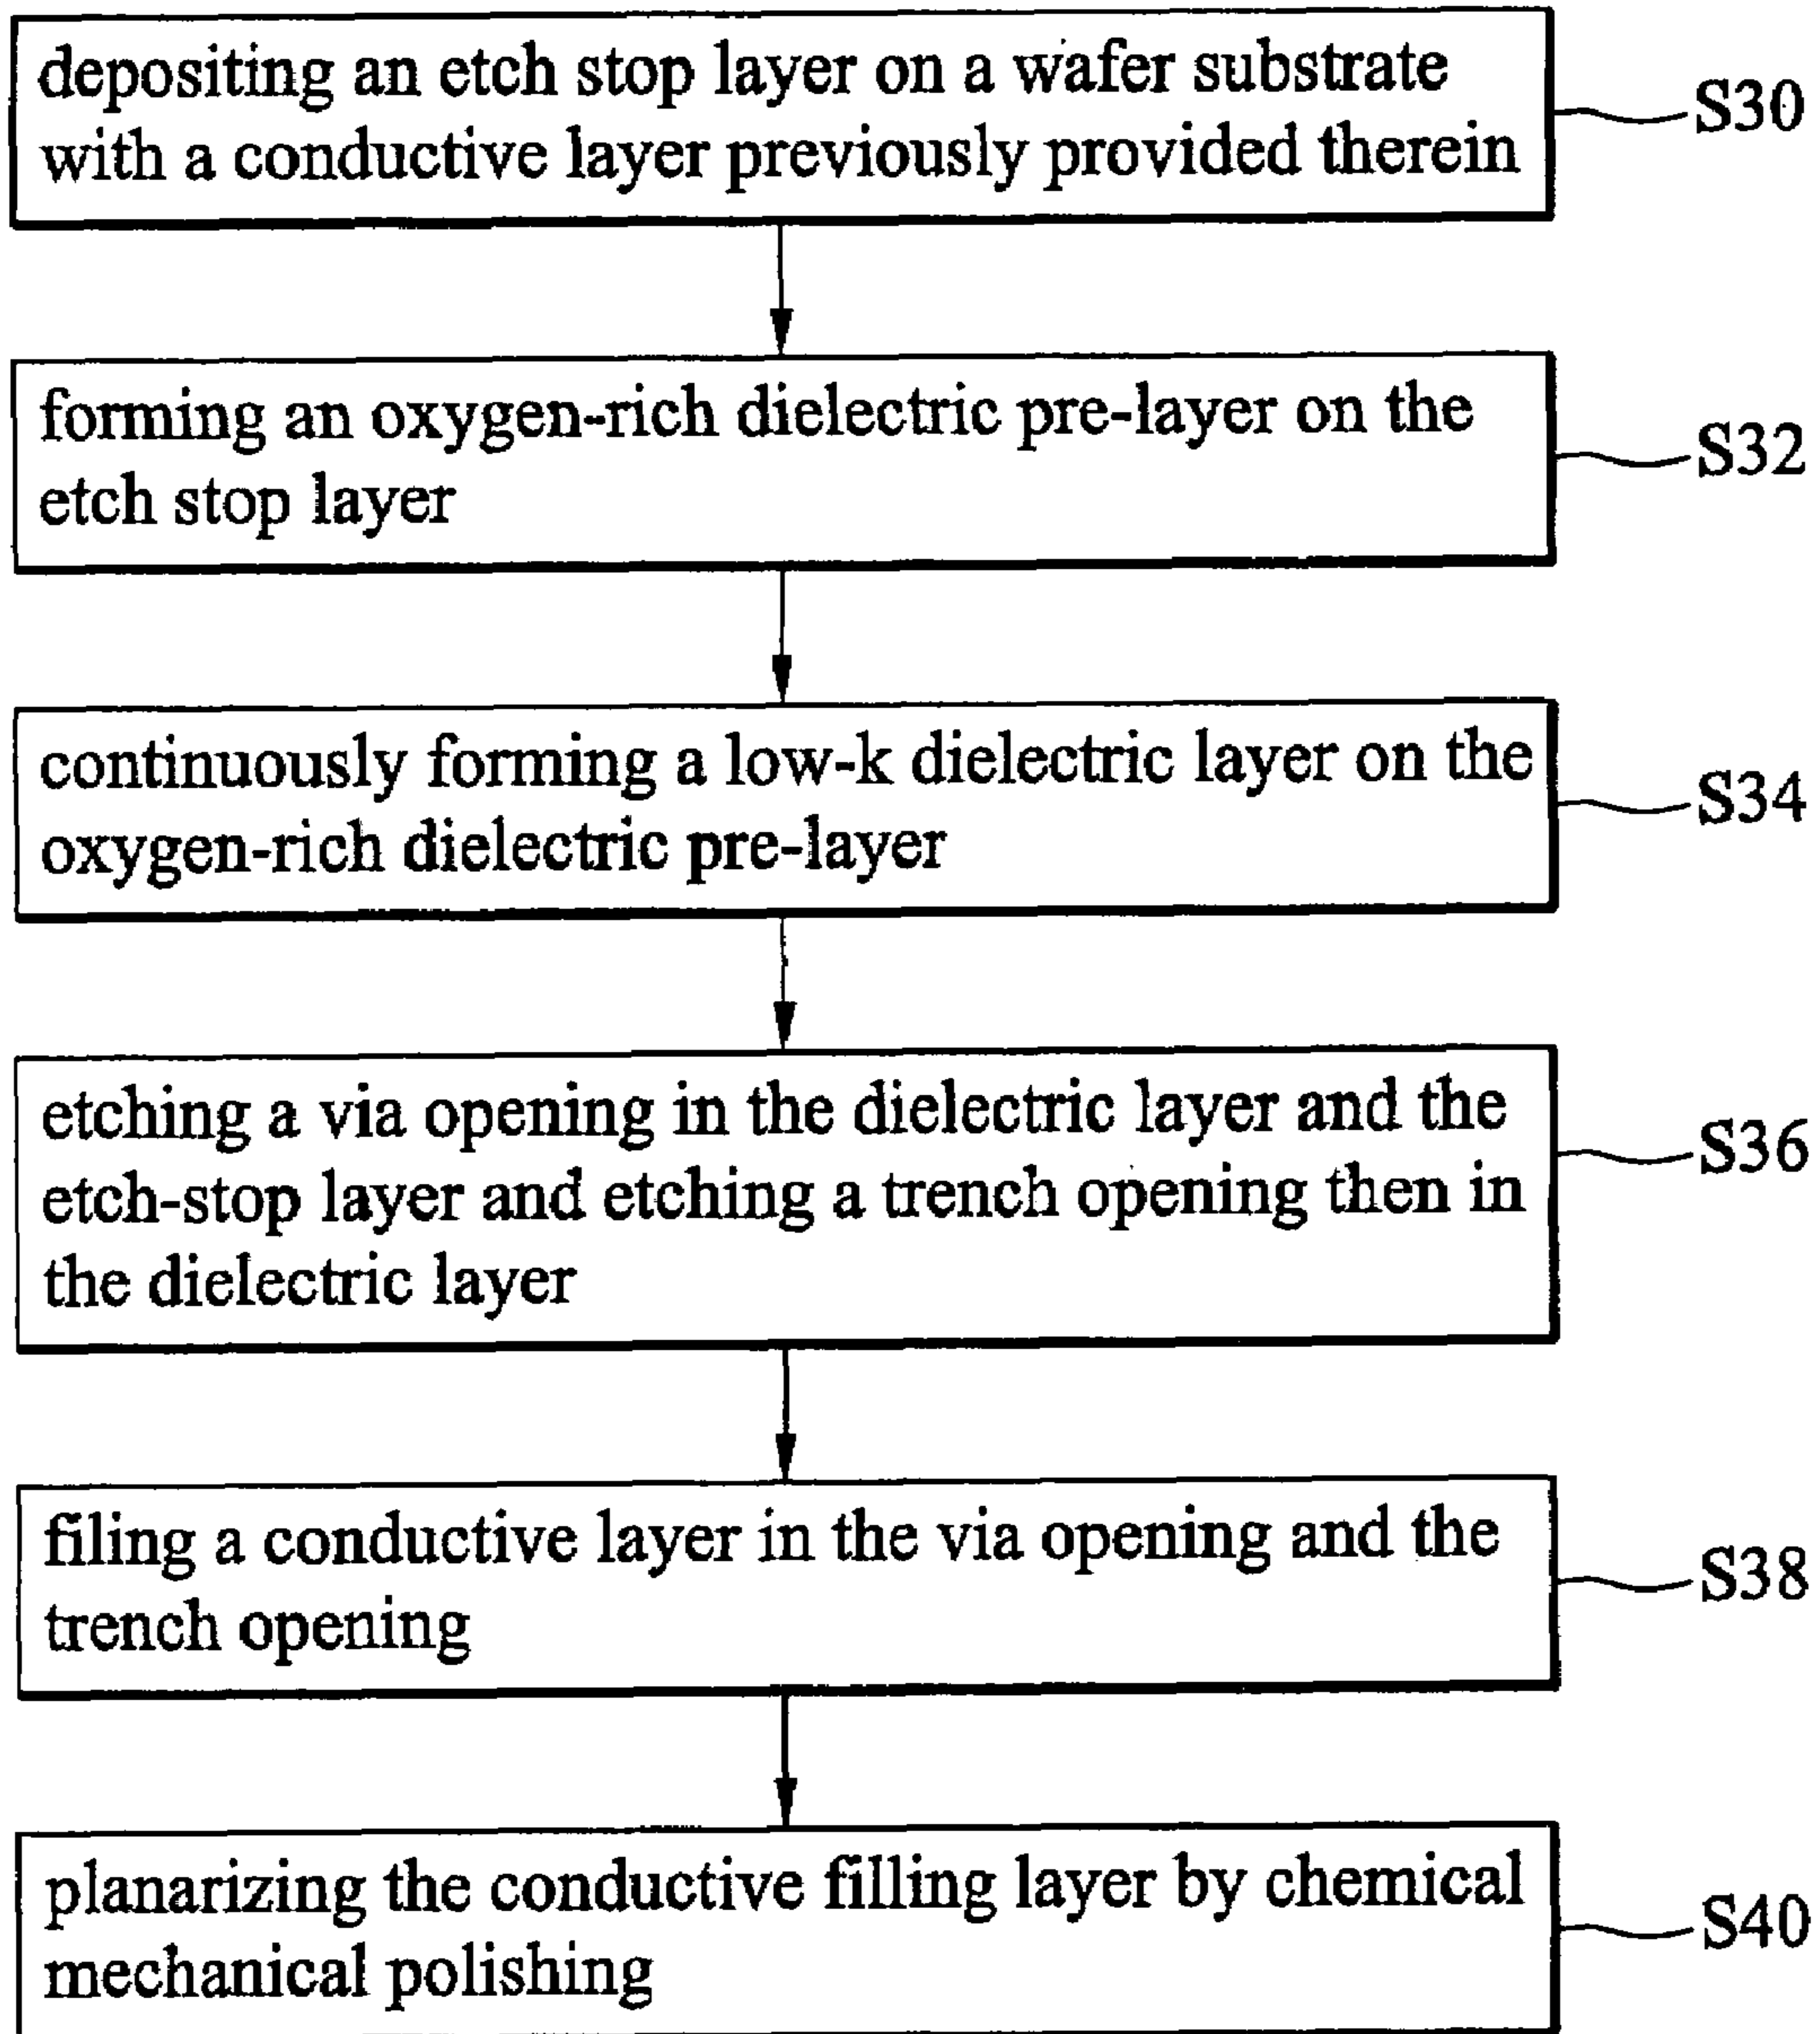 depositing an etch stop layer on a wafer substrate
with a conductive layer previously provided therein
S30
forming an oxygen-rich dielectric pre-layer on the
etch stop layer
S32
continuously forming a low-k dielectric layer on the
oxygen-rich dielectric pre-layer
S34
etching a via opening in the dielectric layer and the
etch-stop layer and etching a trench opening then in
the dielectric layer
S36
filing a conductive layer in the via opening and the
trench opening
S38
planarizing the conductive filling layer by chemical
mechanical polishing
S40